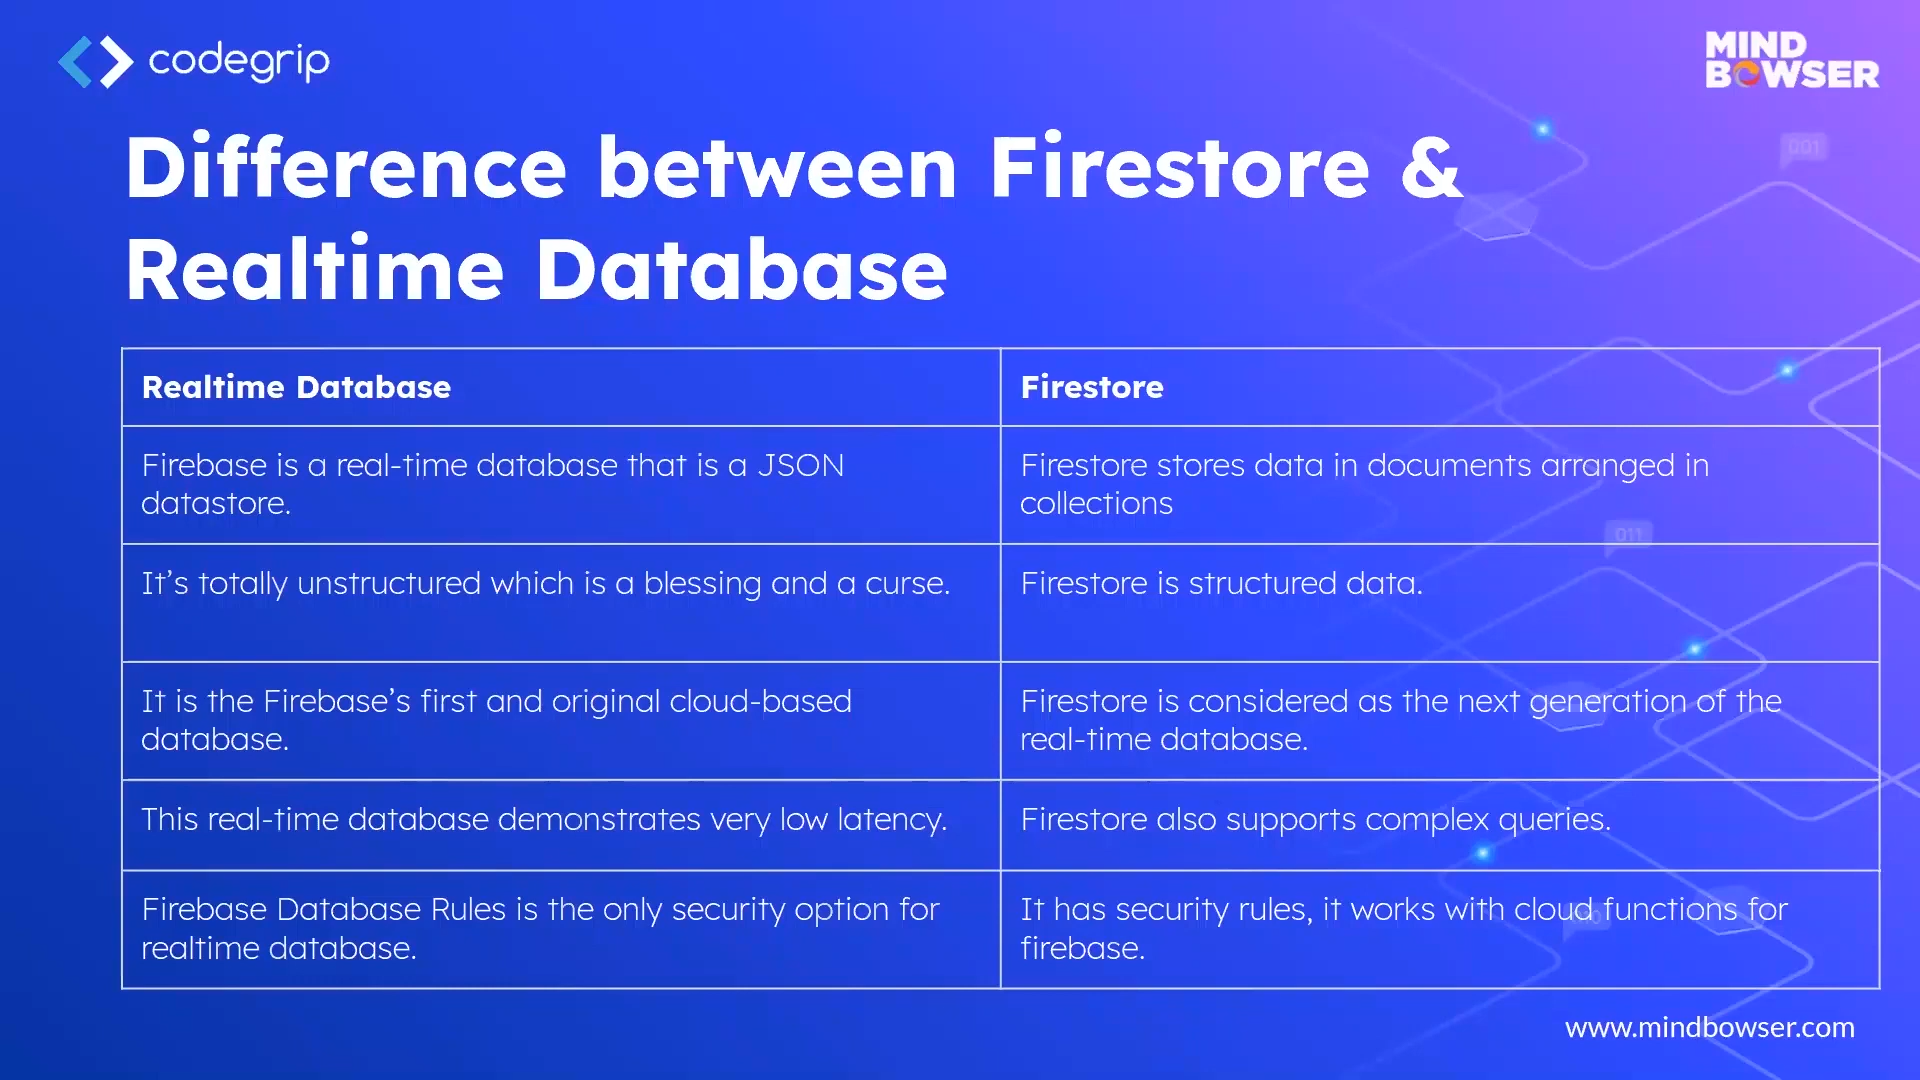 codegrip
MIND
BOWSER
Difference between Firestore &
Realtime Database
Realtime Database
Firestore
Firebase is a real-time database that is a JSON
datastore.
Firestore stores data in documents arranged in
collections
It’s totally unstructured which is a blessing and a curse.
Firestore is structured data.
It is the Firebase’s first and original cloud-based
database.
Firestore is considered as the next generation of the
real-time database.
This real-time database demonstrates very low latency.
Firestore also supports complex queries.
Firebase Database Rules is the only security option for
realtime database.
It has security rules, it works with cloud functions for
firebase.
001
011
www.mindbowser.com